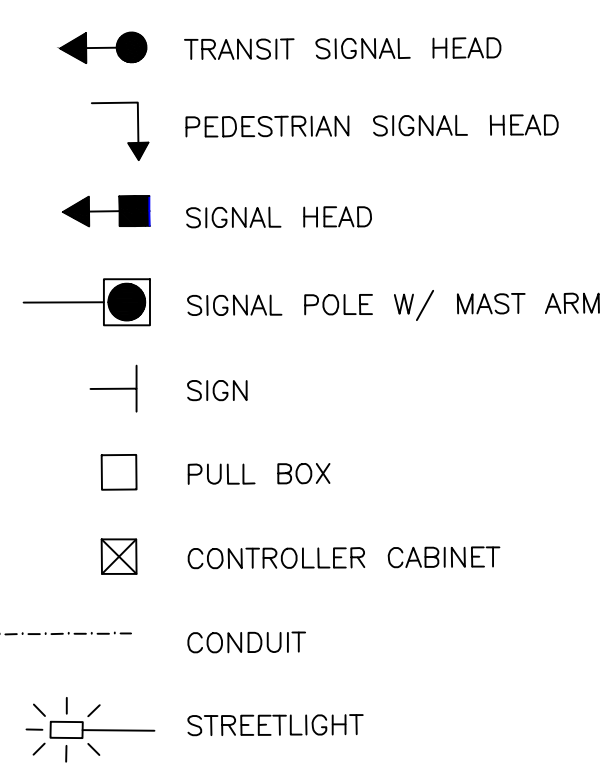 TRANSIT SIGNAL HEAD
PEDESTRIAN SIGNAL HEAD
SIGNAL HEAD
SIGNAL POLE W/ MAST ARM
SIGN
PULL BOX
CONTROLLER CABINET
CONDUIT
STREETLIGHT